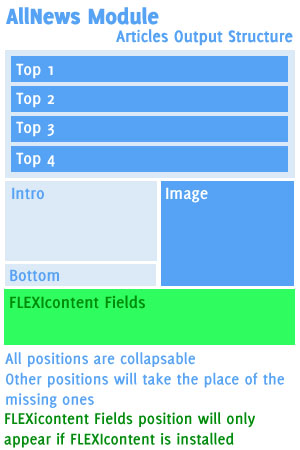 AllNews Module
Articles Output Structure
Top 1
Top 2
Top 3
Top 4
Intro
Image
Bottom
FLEXIcontent Fields
All positions are collapsable
Other positions will take the place of the
missing ones
FLEXicontent Fields position will only
appear if FLEXIcontent is installed